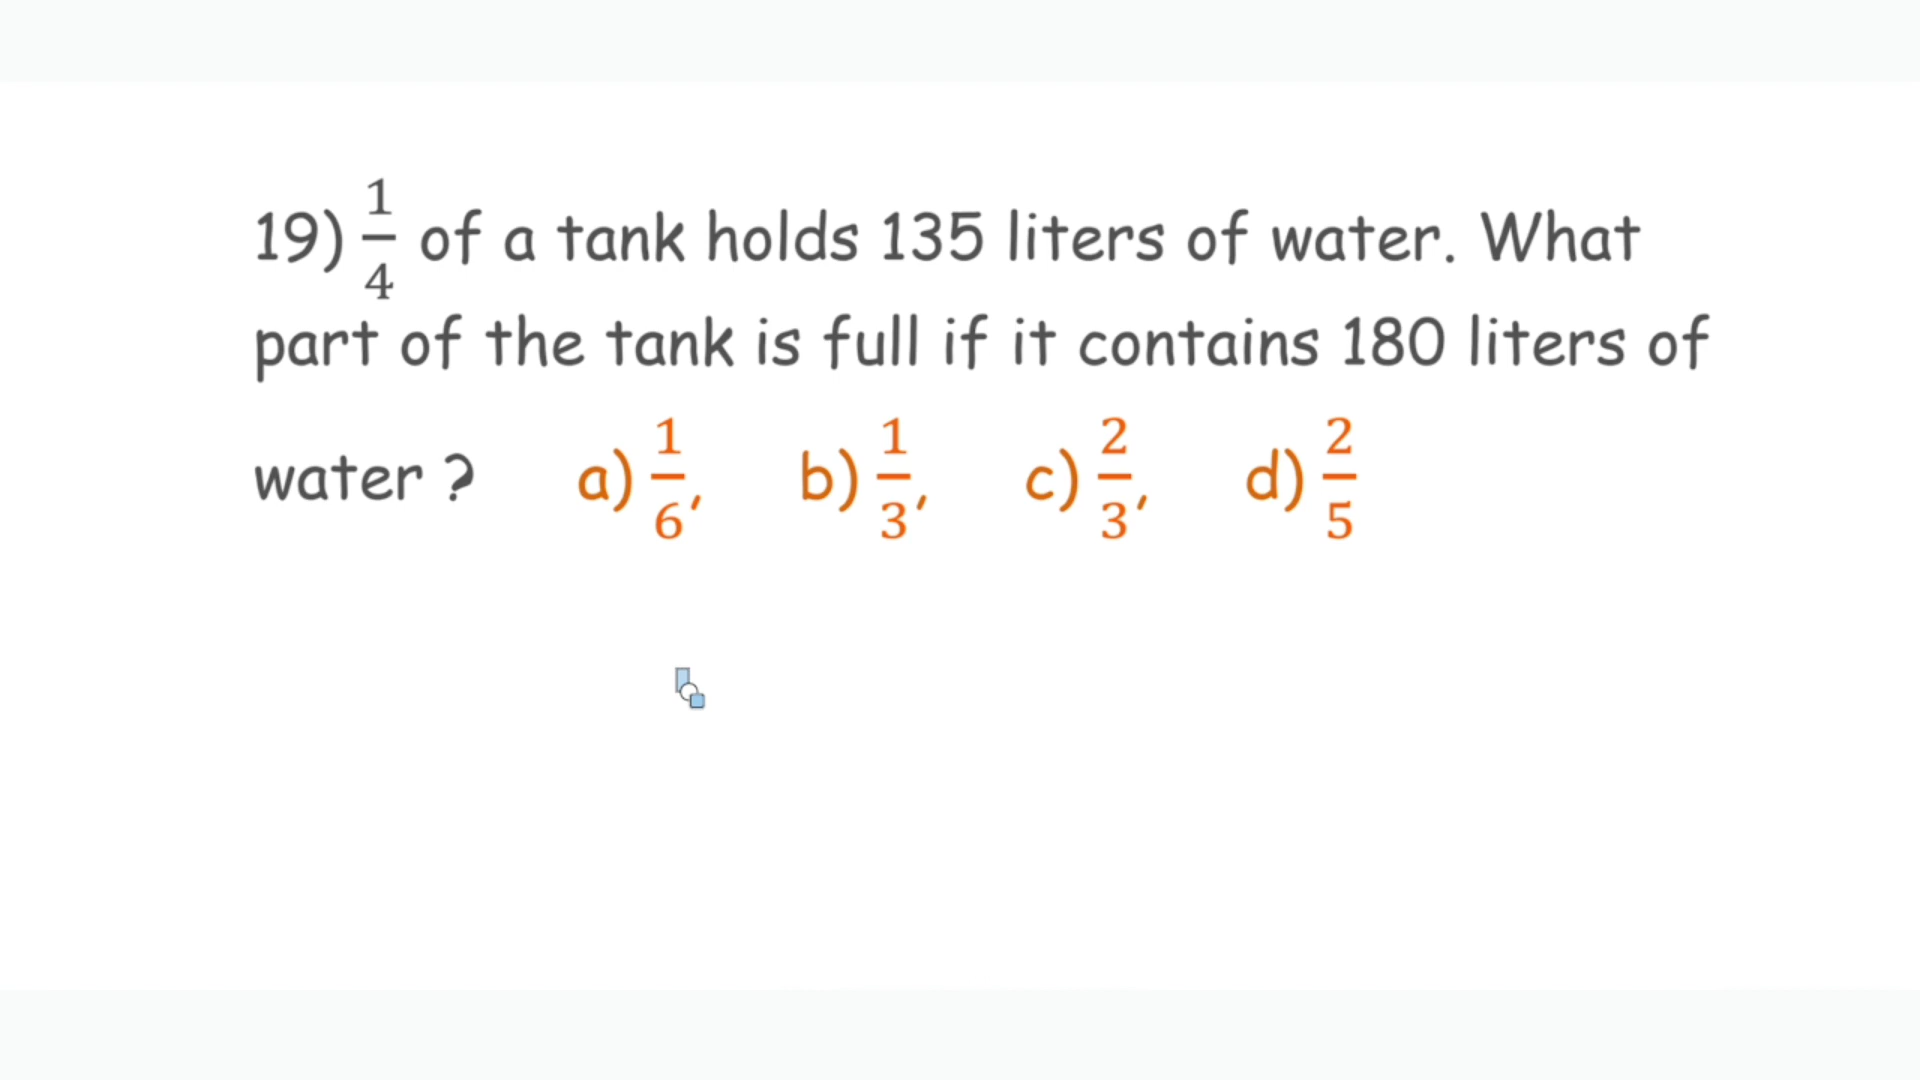 19) 1/4 of a tank holds 135 liters of water. What
part of the tank is full if it contains 180 liters of
water ? a) 1/6, b) 1/3, c) 2/3, d) 2/5